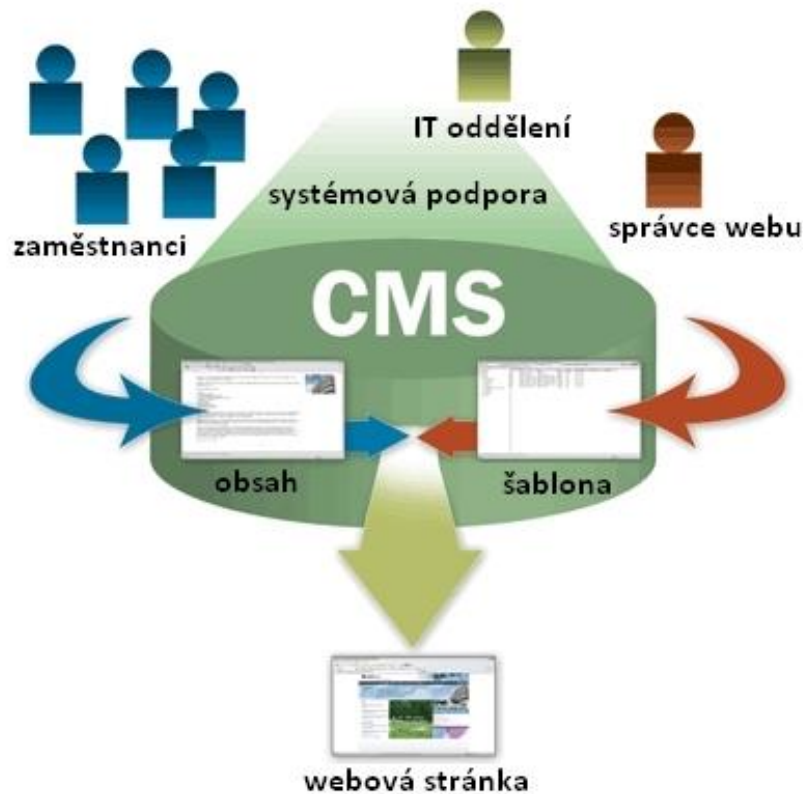 IT oddělení
systémová podpora
zaměstnanci
správce webu
CMS
obsah
šablona
webová stránka